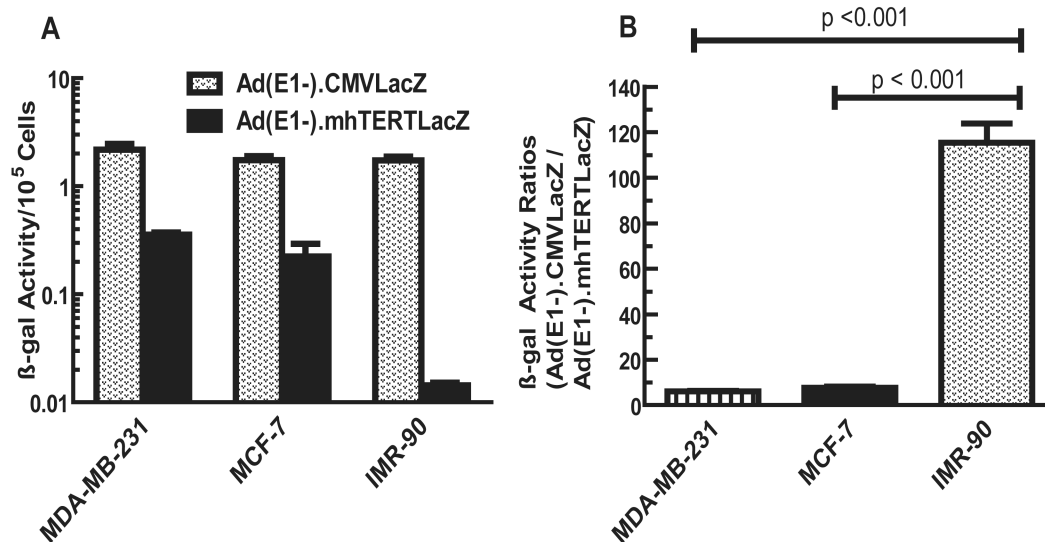 A
10
1
0.1
0.01
ß-gal Activity/10⁵ Cells
Ad(E1-).CMVLacZ
Ad(E1-).mhTERTLacZ
MDA-MB-231
MCF-7
IMR-90
B
p <0.001
p < 0.001
140
120
100
80
60
40
20
0
ß-gal Activity Ratios
(Ad(E1-).CMVLacZ /
Ad(E1-).mhTERTLacZ)
MDA-MB-231
MCF-7
IMR-90